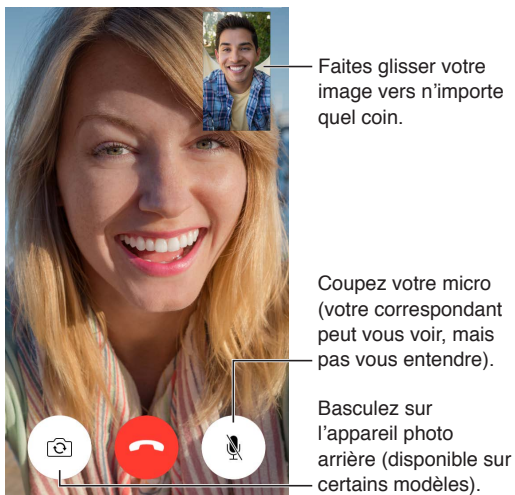 Faites glisser votre
image vers n’importe
quel coin.
Coupez votre micro
(votre correspondant
peut vous voir, mais
pas vous entendre).
Basculez sur
l’appareil photo
arrière (disponible sur
certains modèles).